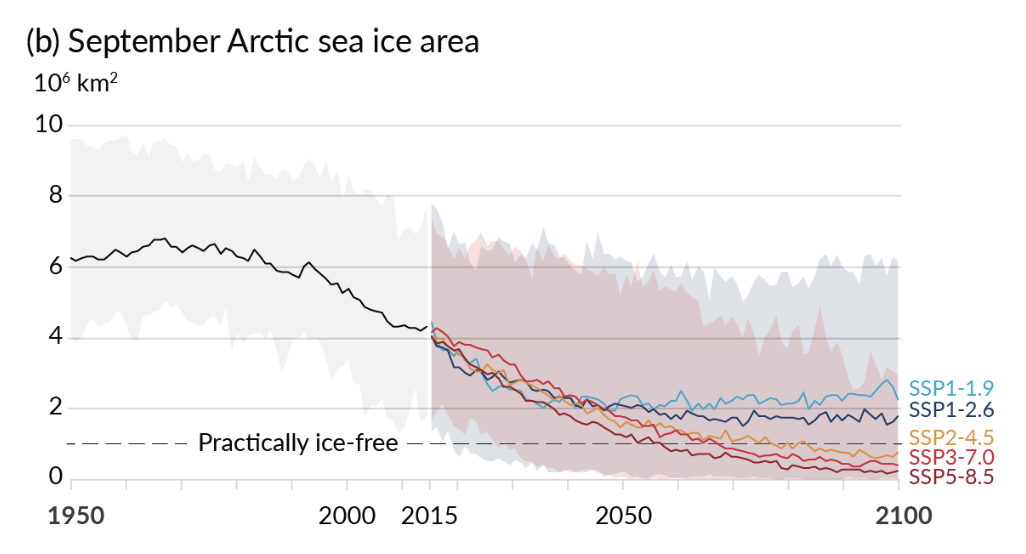 (b) September Arctic sea ice area
10⁶ km²
10
8
6
4
2
Practically ice-free
0
SSP1-1.9
SSP1-2.6
SSP2-4.5
SSP3-7.0
SSP5-8.5
1950 2000 2015 2050 2100